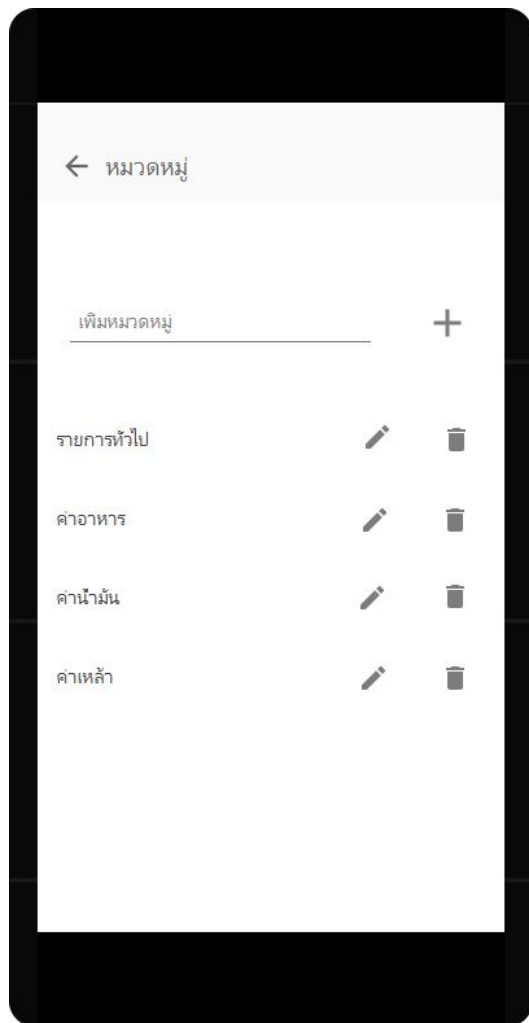 หมวดหมู่
เพิ่มหมวดหมู่
รายการทั่วไป
ค่าอาหาร
ค่าน้ำมัน
ค่าเหล้า